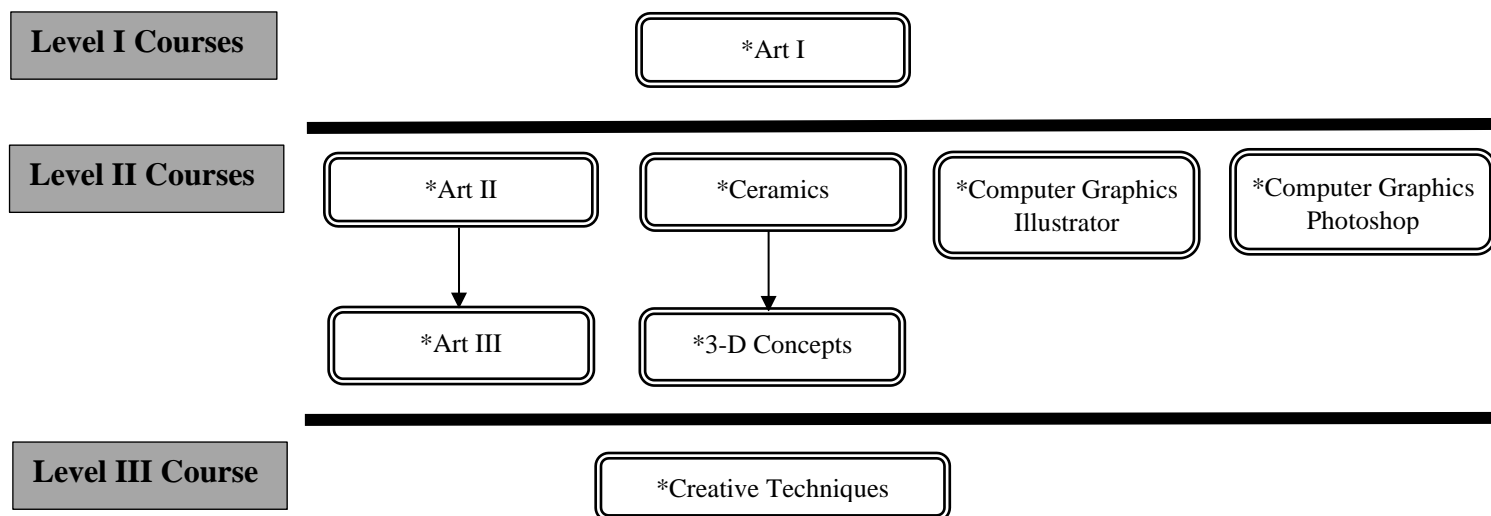 Level I Courses
*Art I
Level II Courses
*Art II
*Ceramics
*Computer Graphics
Illustrator
*Computer Graphics
Photoshop
*Art III
*3-D Concepts
Level III Course
*Creative Techniques